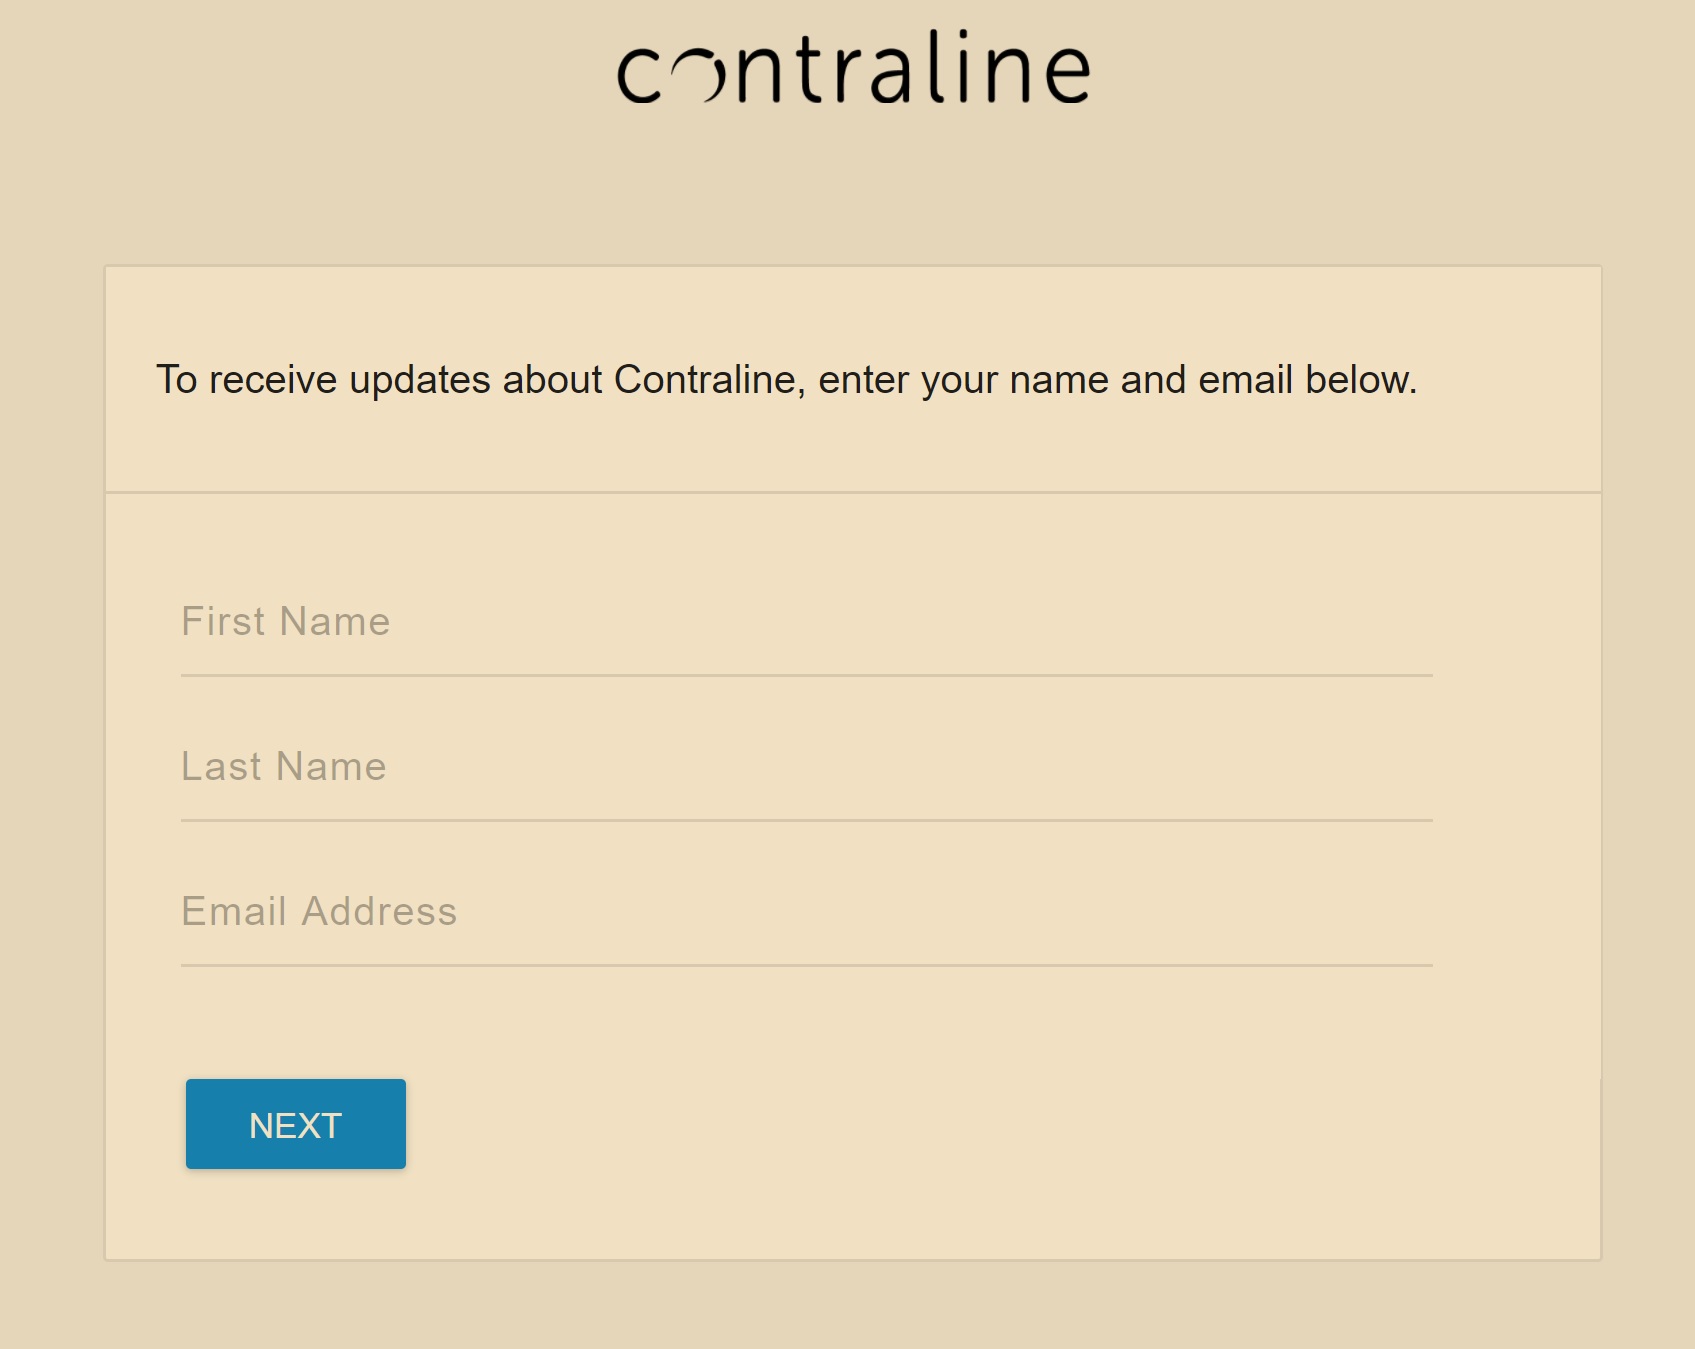 contraline
To receive updates about Contraline, enter your name and email below.
First Name
Last Name
Email Address
NEXT